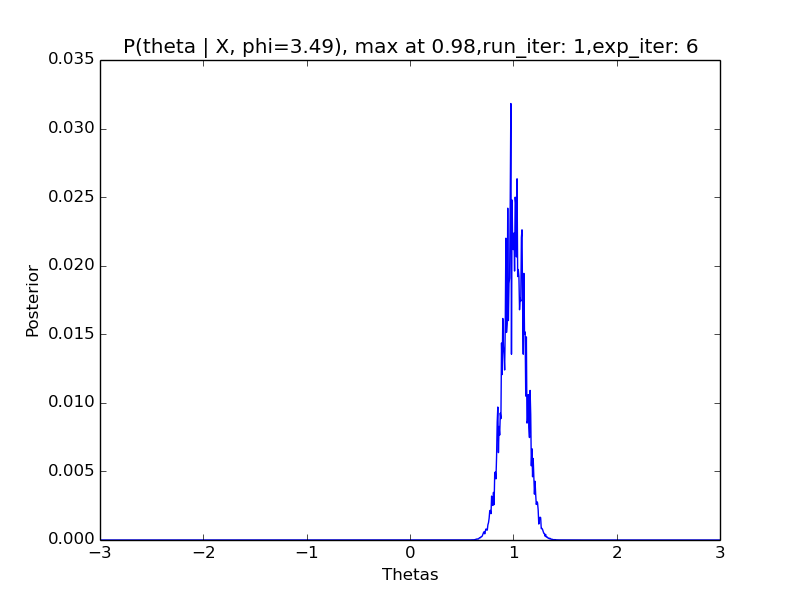 P(theta | X, phi=3.49), max at 0.98,run_iter: 1,exp_iter: 6
0.035
0.030
0.025
0.020
0.015
0.010
0.005
0.000
Posterior
−3 −2 −1 0 1 2 3
Thetas